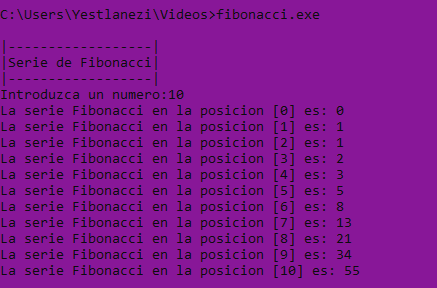 C:\Users\Yestlanezi\Videos>fibonacci.exe
|------------------|
|Serie de Fibonacci|
|------------------|
Introduzca un numero:10
La serie Fibonacci en la posicion [0] es: 0
La serie Fibonacci en la posicion [1] es: 1
La serie Fibonacci en la posicion [2] es: 1
La serie Fibonacci en la posicion [3] es: 2
La serie Fibonacci en la posicion [4] es: 3
La serie Fibonacci en la posicion [5] es: 5
La serie Fibonacci en la posicion [6] es: 8
La serie Fibonacci en la posicion [7] es: 13
La serie Fibonacci en la posicion [8] es: 21
La serie Fibonacci en la posicion [9] es: 34
La serie Fibonacci en la posicion [10] es: 55